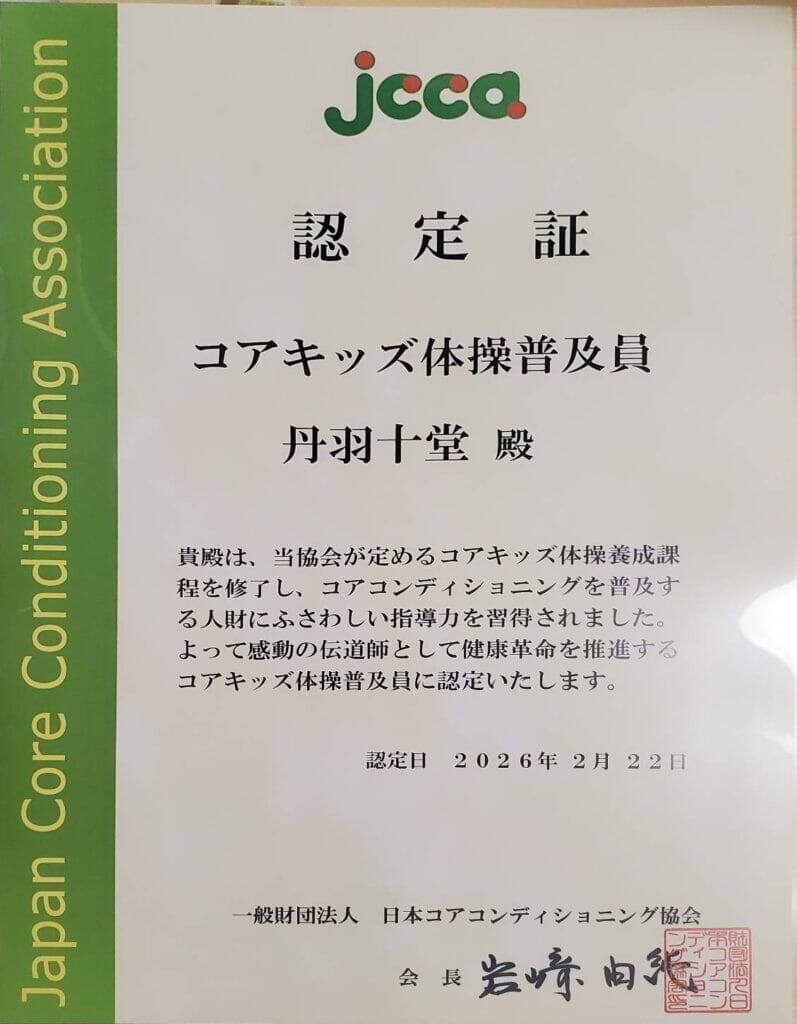 Japan Core Conditioning Association
jcca
認定証
コアキッズ体操普及員
丹羽十堂 殿
貴殿は、当協会が定めるコアキッズ体操養成課
程を修了し、コアコンディショニングを普及す
る人財にふさわしい指導力を習得されました。
よって感動の伝道師として健康革命を推進する
コアキッズ体操普及員に認定いたします。
認定日 2026年 2月 22日
一般財団法人 日本コアコンディショニング協会
会 長 岩﨑 由純